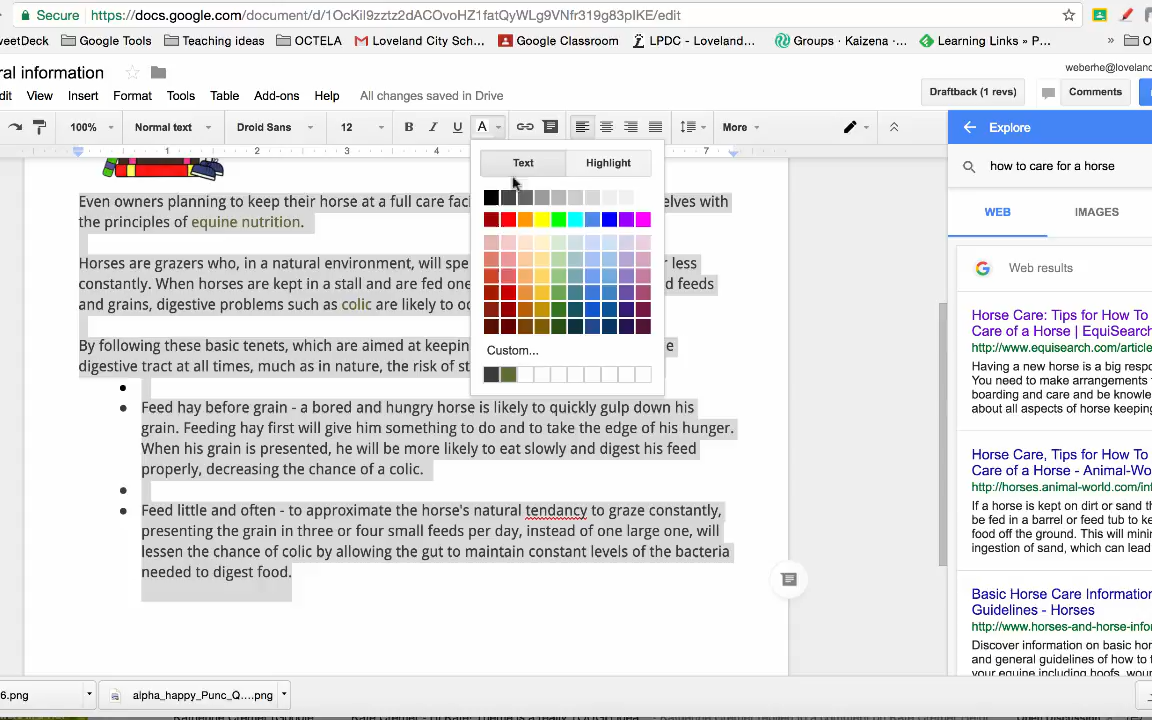 Secure https://docs.google.com/document/d/1OcKil9zztz2dACOvoHZ1fatQyWLg9VNfr319g83pIKE/edit
weetDeck Google Tools Teaching ideas OCTELA Loveland City Sch... Google Classroom LPDC - Loveland... Groups · Kaizena ·... Learning Links » P... »
ral information
weberhe@lovelan
dit View Insert Format Tools Table Add-ons Help All changes saved in Drive
Draftback (1 revs) Comments
100% Normal text Droid Sans 12 B I U A More
1 2 3 4 7
Text Highlight
Custom...
Even owners planning to keep their horse at a full care faci elves with
the principles of equine nutrition.
Horses are grazers who, in a natural environment, will spe r less
constantly. When horses are kept in a stall and are fed one d feeds
and grains, digestive problems such as colic are likely to oc
By following these basic tenets, which are aimed at keepin e
digestive tract at all times, much as in nature, the risk of st
Feed hay before grain - a bored and hungry horse is likely to quickly gulp down his
grain. Feeding hay first will give him something to do and to take the edge of his hunger.
When his grain is presented, he will be more likely to eat slowly and digest his feed
properly, decreasing the chance of a colic.
Feed little and often - to approximate the horse's natural tendancy to graze constantly,
presenting the grain in three or four small feeds per day, instead of one large one, will
lessen the chance of colic by allowing the gut to maintain constant levels of the bacteria
needed to digest food.
Explore
how to care for a horse
WEB IMAGES
Web results
Horse Care: Tips for How To
Care of a Horse | EquiSearch
http://www.equisearch.com/article
Having a new horse is a big resp
You need to make arrangements
boarding and care and be knowle
about all aspects of horse keeping
Horse Care, Tips for How To
Care of a Horse - Animal-Wo
http://horses.animal-world.com/int
If a horse is kept on dirt or sand th
be fed in a barrel or feed tub to ke
food off the ground. This will mini
ingestion of sand, which can lead
Basic Horse Care Information
Guidelines - Horses
http://www.horses-and-horse-infor
Discover information on basic hor
and general guidelines of how to t
your equine including hoofs, wour
6.png alpha_happy_Punc_Q....png